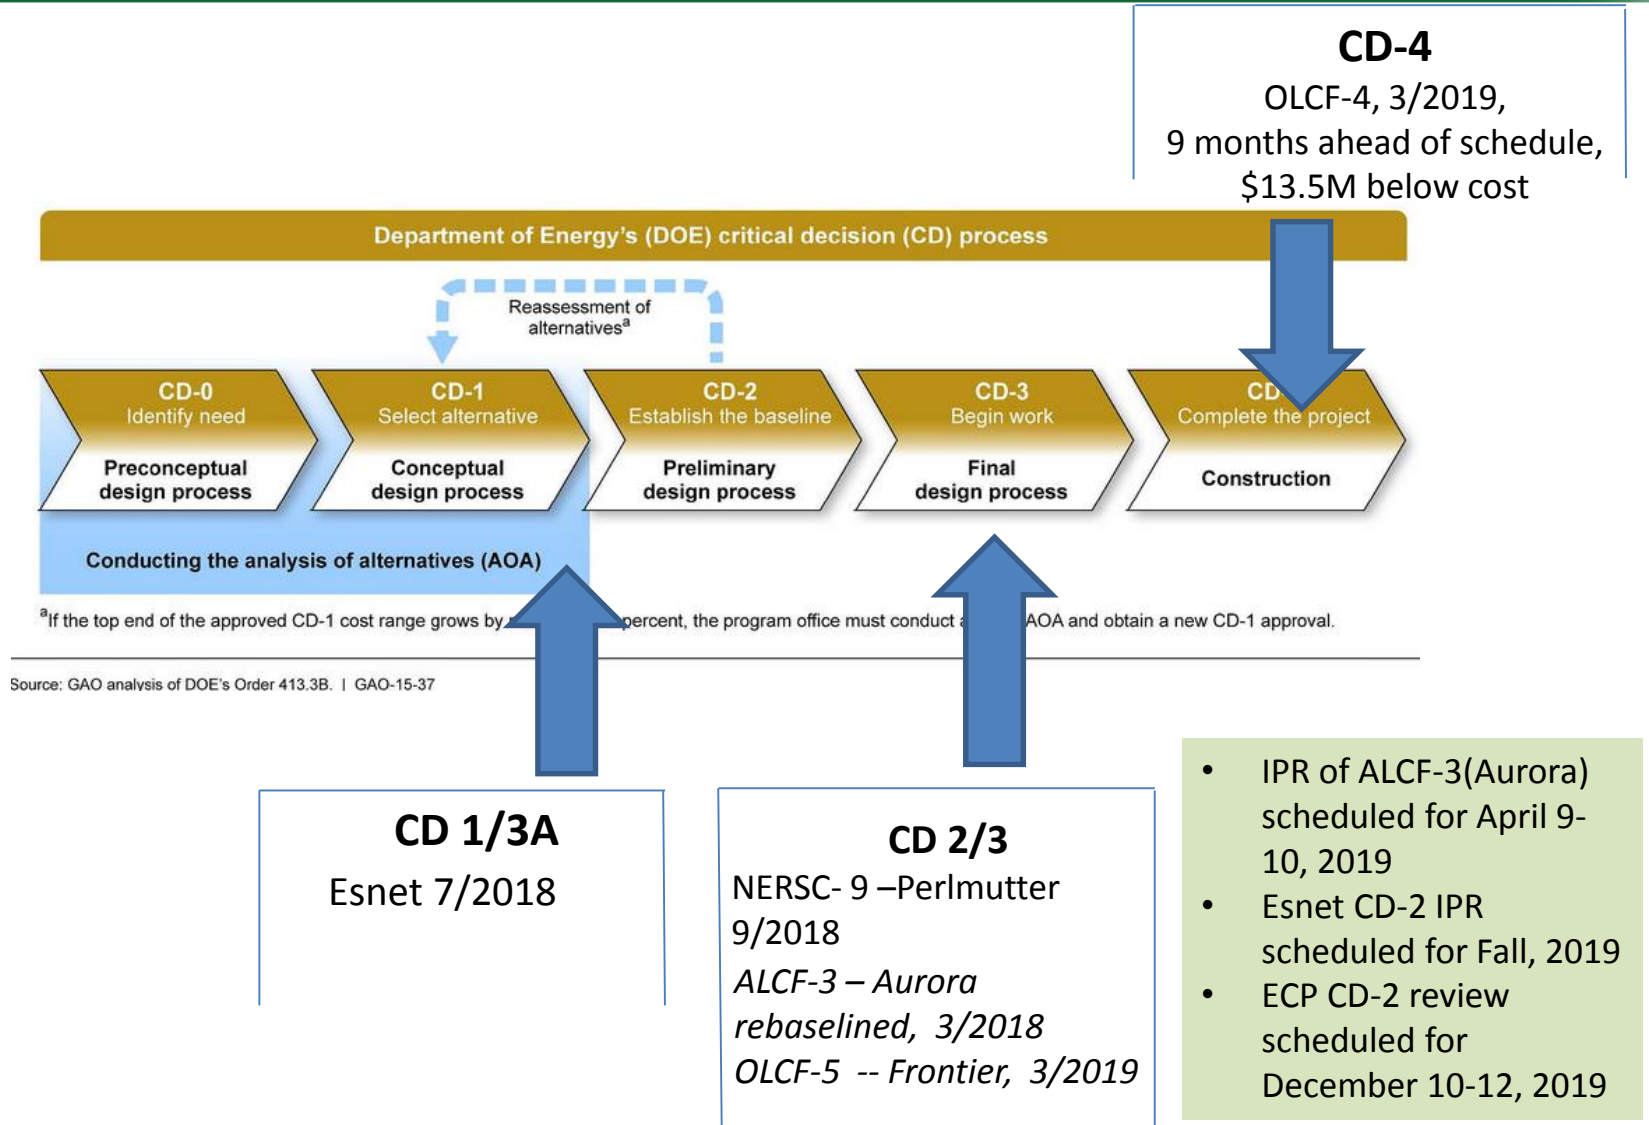 CD-4
OLCF-4, 3/2019,
9 months ahead of schedule,
$13.5M below cost
Department of Energy's (DOE) critical decision (CD) process
Reassessment of
alternativesᵃ
CD-0
Identify need
Preconceptual
design process
CD-1
Select alternative
Conceptual
design process
CD-2
Establish the baseline
Preliminary
design process
CD-3
Begin work
Final
design process
CD-
Complete the project
Construction
Conducting the analysis of alternatives (AOA)
ᵃIf the top end of the approved CD-1 cost range grows by percent, the program office must conduct AOA and obtain a new CD-1 approval.
Source: GAO analysis of DOE's Order 413.3B. | GAO-15-37
CD 1/3A
Esnet 7/2018
CD 2/3
NERSC- 9 –Perlmutter
9/2018
ALCF-3 – Aurora
rebaselined, 3/2018
OLCF-5 -- Frontier, 3/2019
• IPR of ALCF-3(Aurora)
scheduled for April 9-
10, 2019
• Esnet CD-2 IPR
scheduled for Fall, 2019
• ECP CD-2 review
scheduled for
December 10-12, 2019